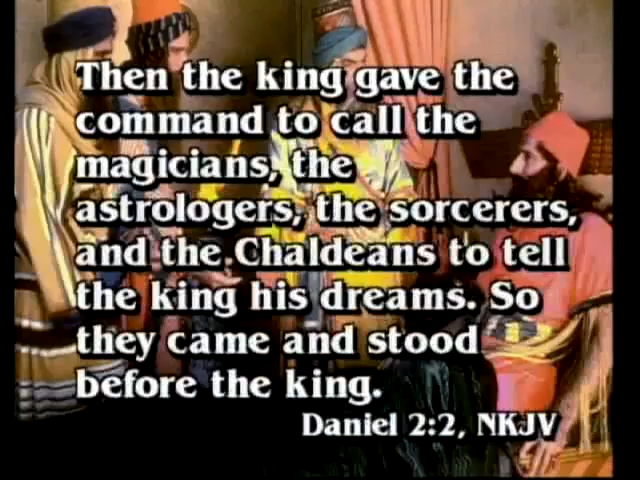 Then the king gave the
command to call the
magicians, the
astrologers, the sorcerers,
and the Chaldeans to tell
the king his dreams. So
they came and stood
before the king.
Daniel 2:2, NKJV